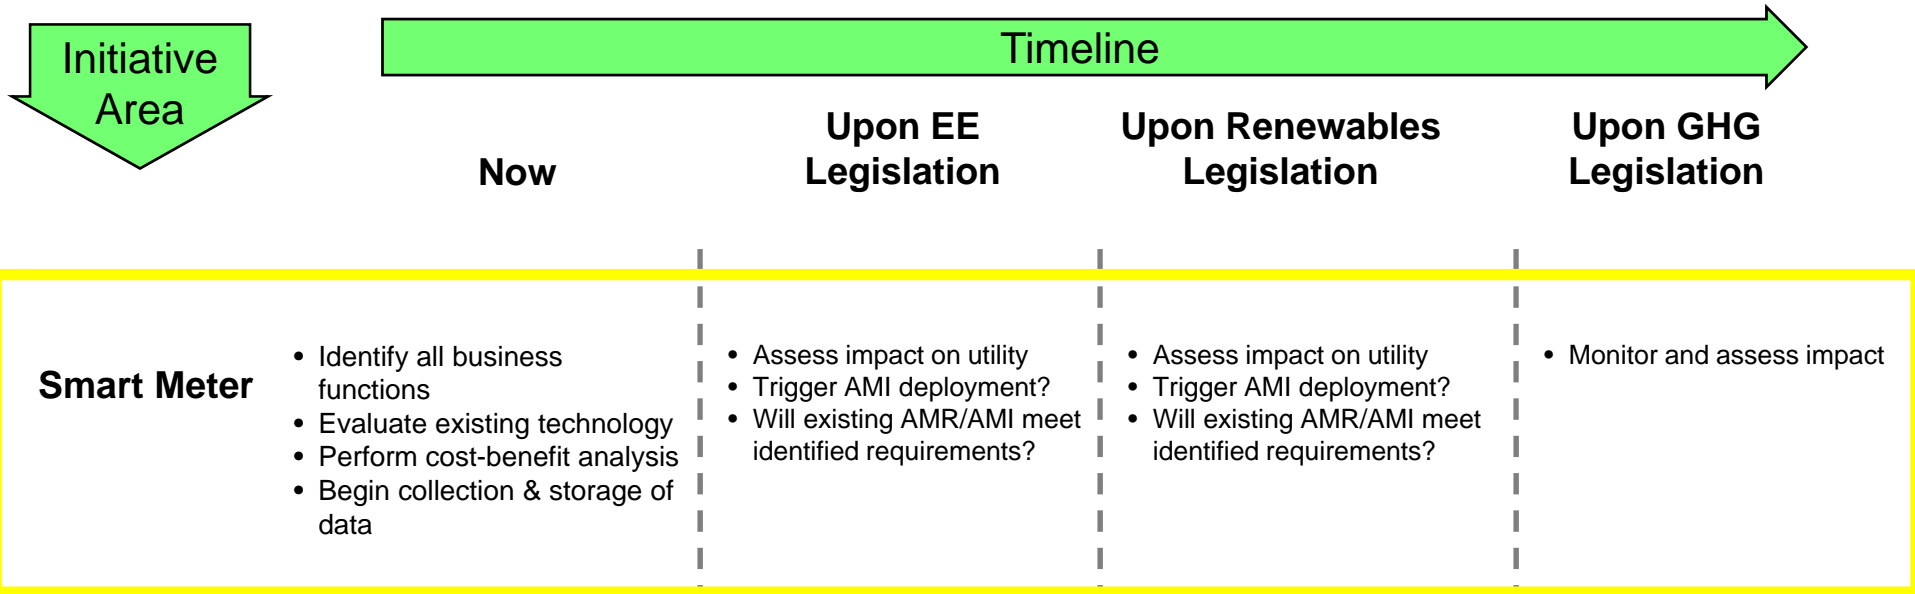 Initiative
Area
Timeline
Now
Upon EE
Legislation
Upon Renewables
Legislation
Upon GHG
Legislation
Smart Meter
• Identify all business
functions
• Evaluate existing technology
• Perform cost-benefit analysis
• Begin collection & storage of
data
• Assess impact on utility
• Trigger AMI deployment?
• Will existing AMR/AMI meet
identified requirements?
• Assess impact on utility
• Trigger AMI deployment?
• Will existing AMR/AMI meet
identified requirements?
• Monitor and assess impact